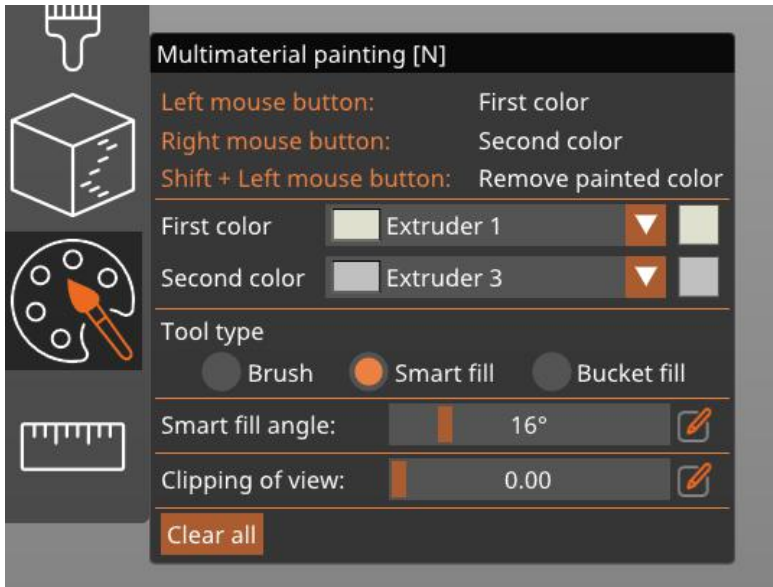 Multimaterial painting [N]
Left mouse button: First color
Right mouse button: Second color
Shift + Left mouse button: Remove painted color
First color Extruder 1
Second color Extruder 3
Tool type
Brush Smart fill Bucket fill
Smart fill angle: 16°
Clipping of view: 0.00
Clear all